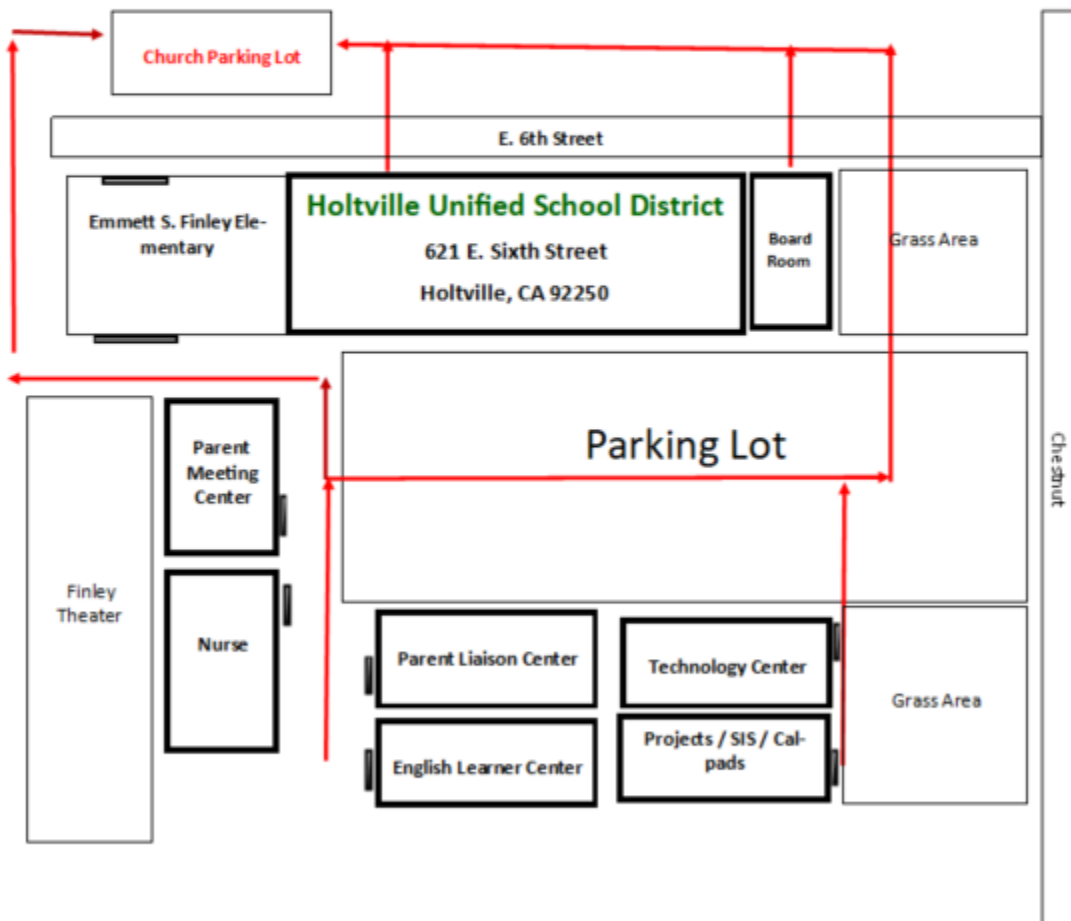 Church Parking Lot
E. 6th Street
Emmett S. Finley Ele-
mentary
Holtville Unified School District
621 E. Sixth Street
Holtville, CA 92250
Board
Room
Grass Area
Parking Lot
Chestnut
Parent
Meeting
Center
Finley
Theater
Nurse
Parent Liaison Center
Technology Center
Grass Area
English Learner Center
Projects / SIS / Cal-
pads